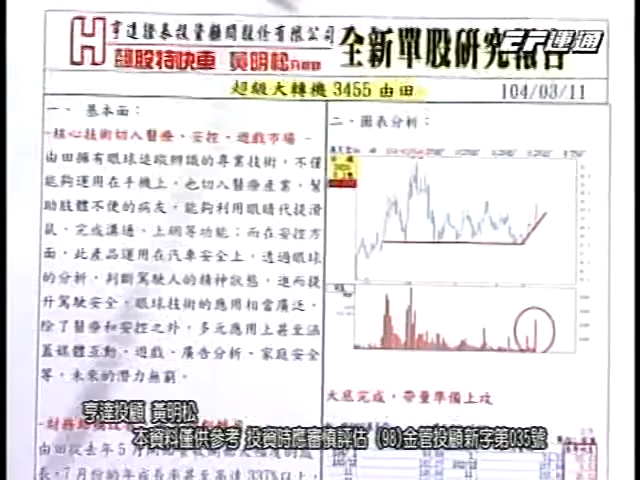 亨達證券投資顧問股份有限公司
飆股特快車 黃明松
全新單股研究報告
運通
超級大轉機 3455 由田
104/03/11
一、 基本面：
-核心技術切入醫療、安控、遊戲市場-
由田擁有眼球追蹤辨識的專業技術，不僅
能夠運用在手機上，也切入醫療產業，幫
助肢體不便的病友，能夠利用眼睛代從滑
鼠，完成溝通、上網等功能；而在安控方
面，此產品運用在汽車安全上，透過眼球
的分析，判斷駕駛人的精神狀態，進而提
升駕駛安全，眼球技術的應用相當廣泛，
除了醫療和安控之外，多元應用上甚至涵
蓋媒體互動、遊戲、廣告分析、家庭安全
等，未來的潛力無窮。
二、圖表分析：
大底完成，帶量準備上攻
亨達投顧 黃明松
本資料僅供參考 投資時應審慎評估 (98)金管投顧新字第035號